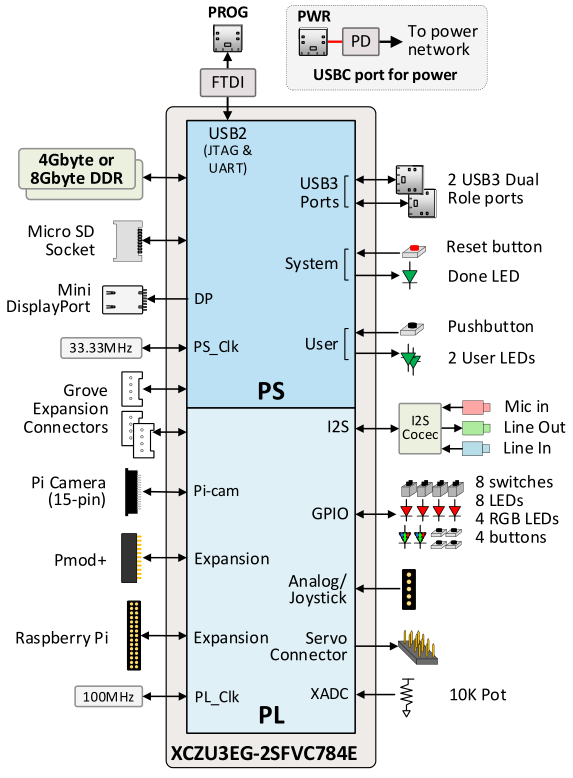 PROG
FTDI
PWR
PD
To power
network
USBC port for power
USB2
(JTAG &
UART)
4Gbyte or
8Gbyte DDR
Micro SD
Socket
Mini
DisplayPort
DP
33.33MHz
PS_Clk
Grove
Expansion
Connectors
USB3
Ports
2 USB3 Dual
Role ports
System
Reset button
Done LED
User
Pushbutton
2 User LEDs
PS
I2S
I2S
Cocec
Mic in
Line Out
Line In
Pi Camera
(15-pin)
Pi-cam
GPIO
8 switches
8 LEDs
4 RGB LEDs
4 buttons
Pmod+
Expansion
Analog/
Joystick
Raspberry Pi
Expansion
Servo
Connector
100MHz
PL_Clk
XADC
10K Pot
PL
XCZU3EG-2SFVC784E